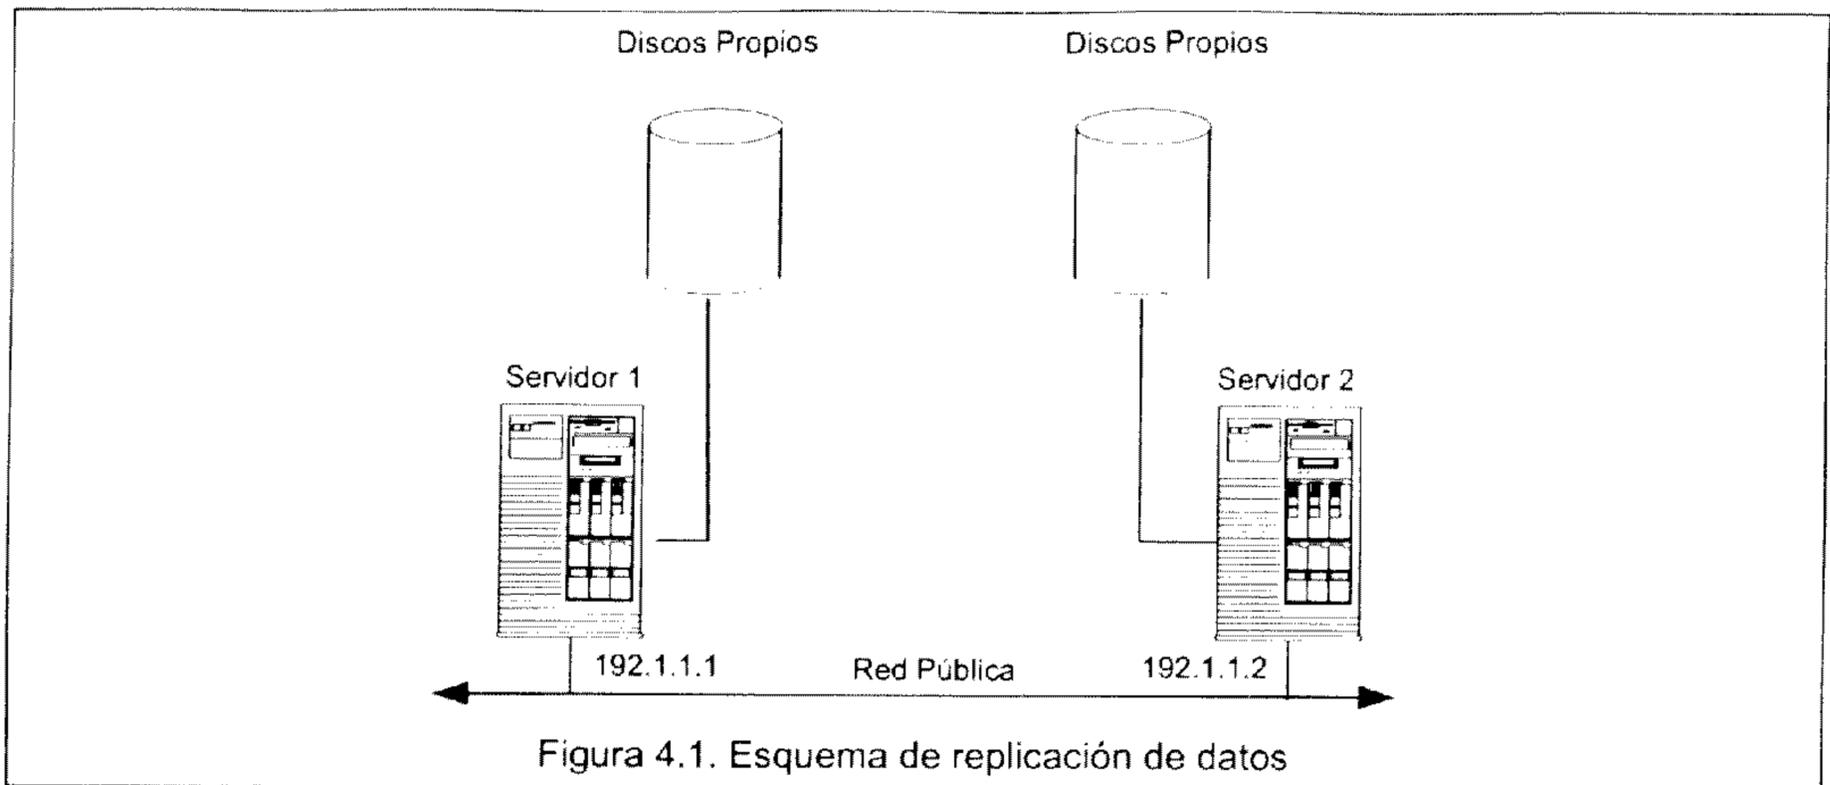 Discos Propios
Discos Propios
Servidor 1
Servidor 2
192.1.1.1
Red Pública
192.1.1.2
Figura 4.1. Esquema de replicación de datos